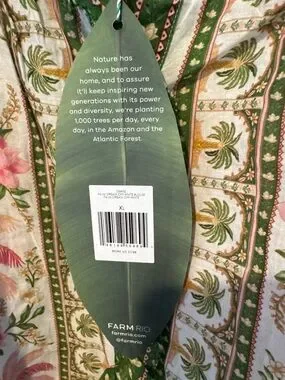 Nature has
always been our
home, and to assure
it'll keep inspiring new
generations with its power
and diversity, we're planting
1,000 trees per day, every
day, in the Amazon and the
Atlantic Forest.
XL
FARM RIO
farmrio.com
@farmrio